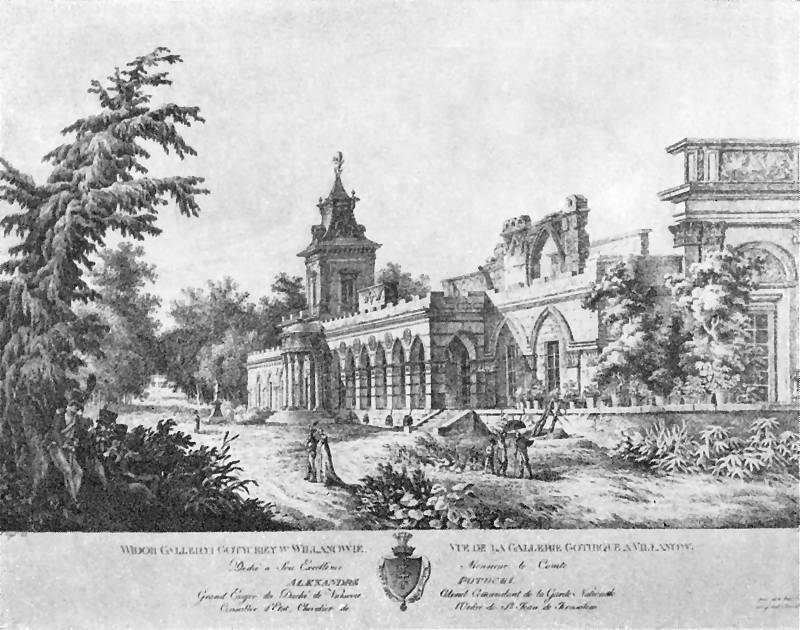 WIDOK GALLERYI GOTYCKIEY W WILLANOWIE. VUE DE LA GALLERIE GOTHIQUE A VILLANOW.
Dedié a Son Excellence Monsieur le Comte
ALEXANDRE POTOCKI.
Grand Ecuyer du Duché de Varsovie Colonel Comandant de la Garde Nationale
Conseiller d'Etat, Chevalier de l'Ordre de St. Jean de Jerusalem